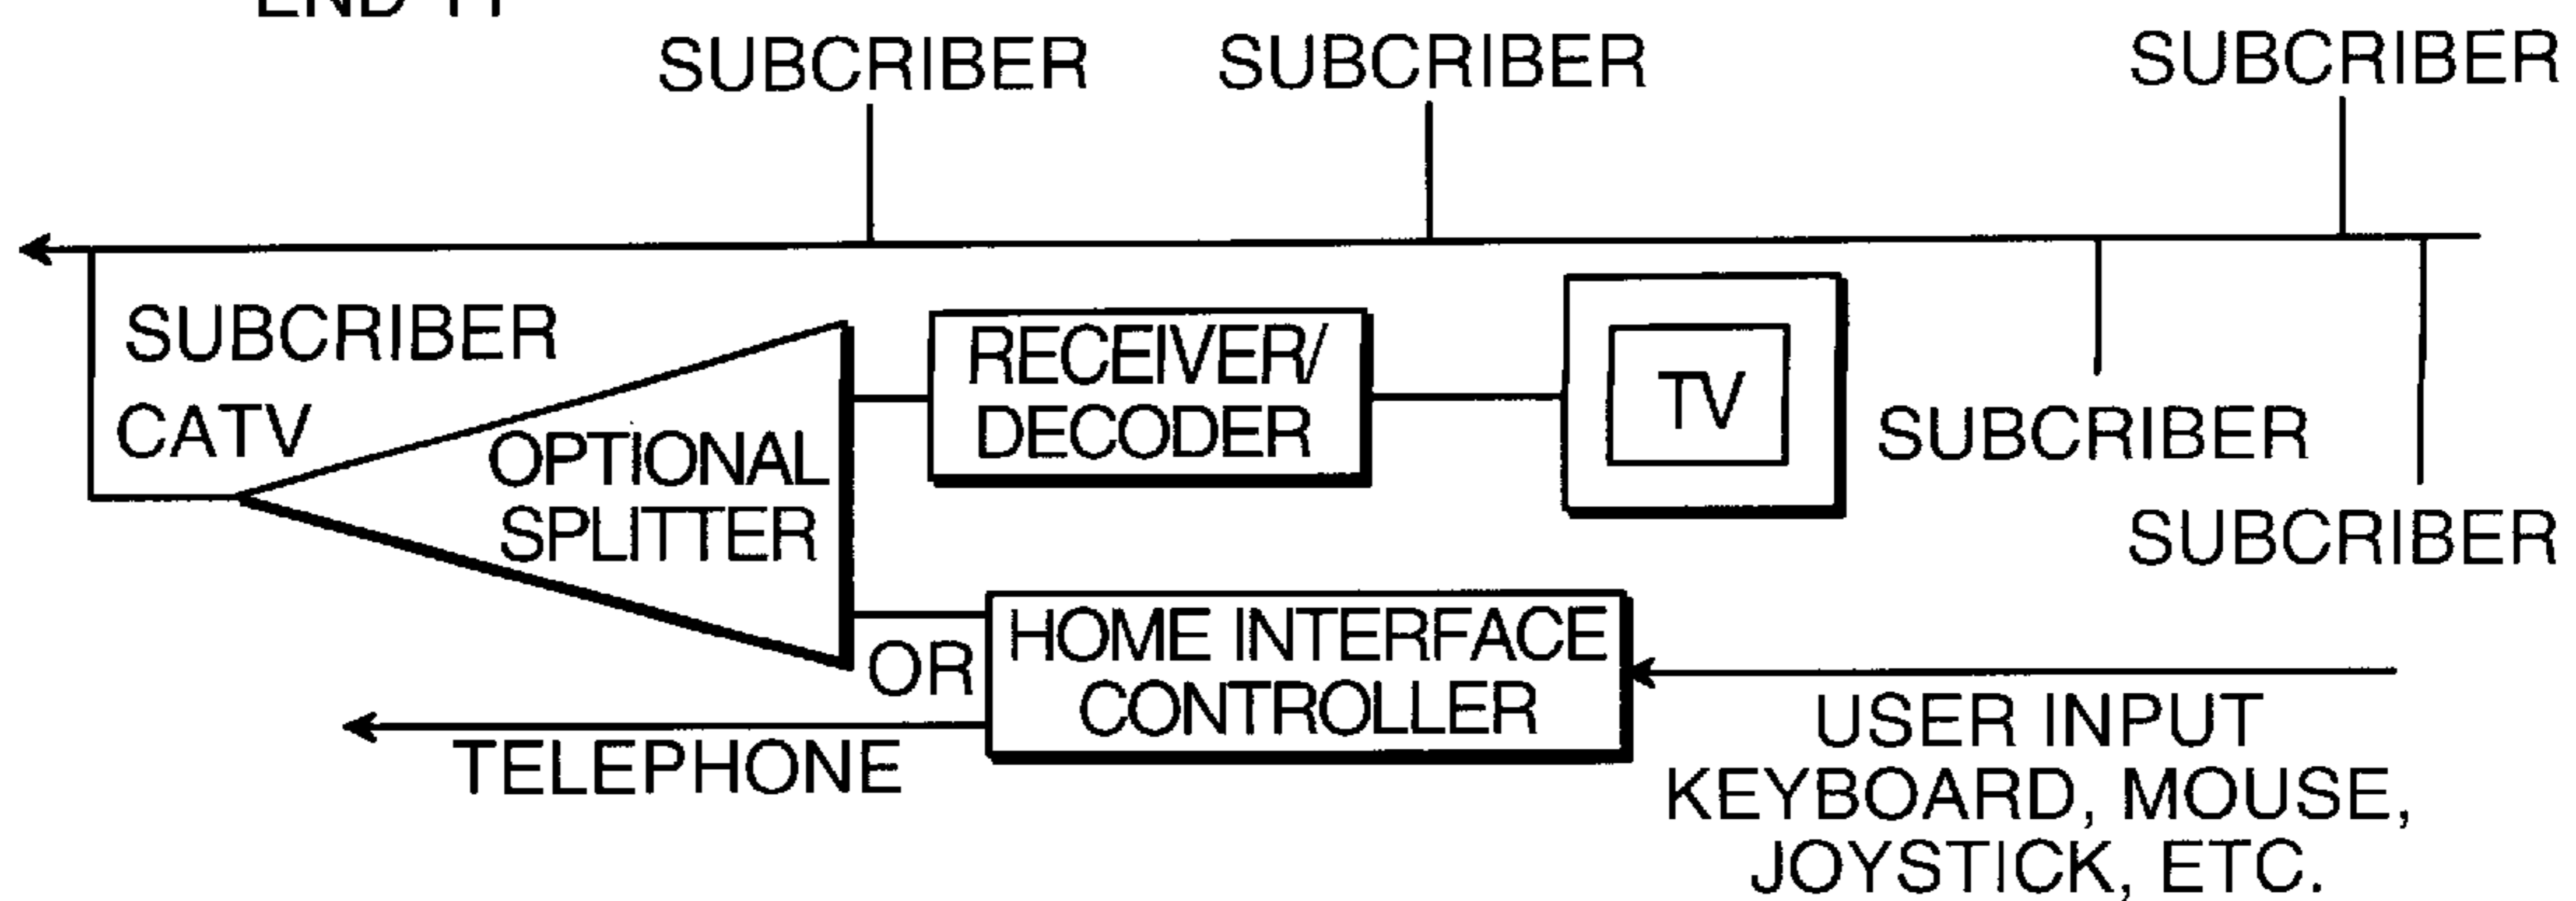 SUBCRIBER
SUBCRIBER
SUBCRIBER
SUBCRIBER
CATV
OPTIONAL
SPLITTER
RECEIVER/
DECODER
TV
SUBCRIBER
SUBCRIBER
OR
HOME INTERFACE
CONTROLLER
TELEPHONE
USER INPUT
KEYBOARD, MOUSE,
JOYSTICK, ETC.